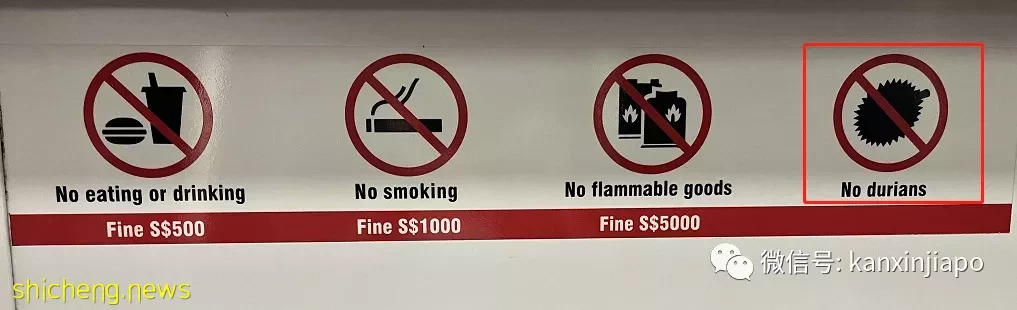 No eating or drinking
No smoking
No flammable goods
No durians
Fine S$500
Fine S$1000
Fine S$5000
微信号: kanxinjiapo
shicheng.news